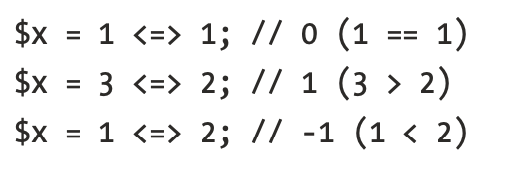 $x = 1 <=> 1; // 0 (1 == 1)
$x = 3 <=> 2; // 1 (3 > 2)
$x = 1 <=> 2; // -1 (1 < 2)